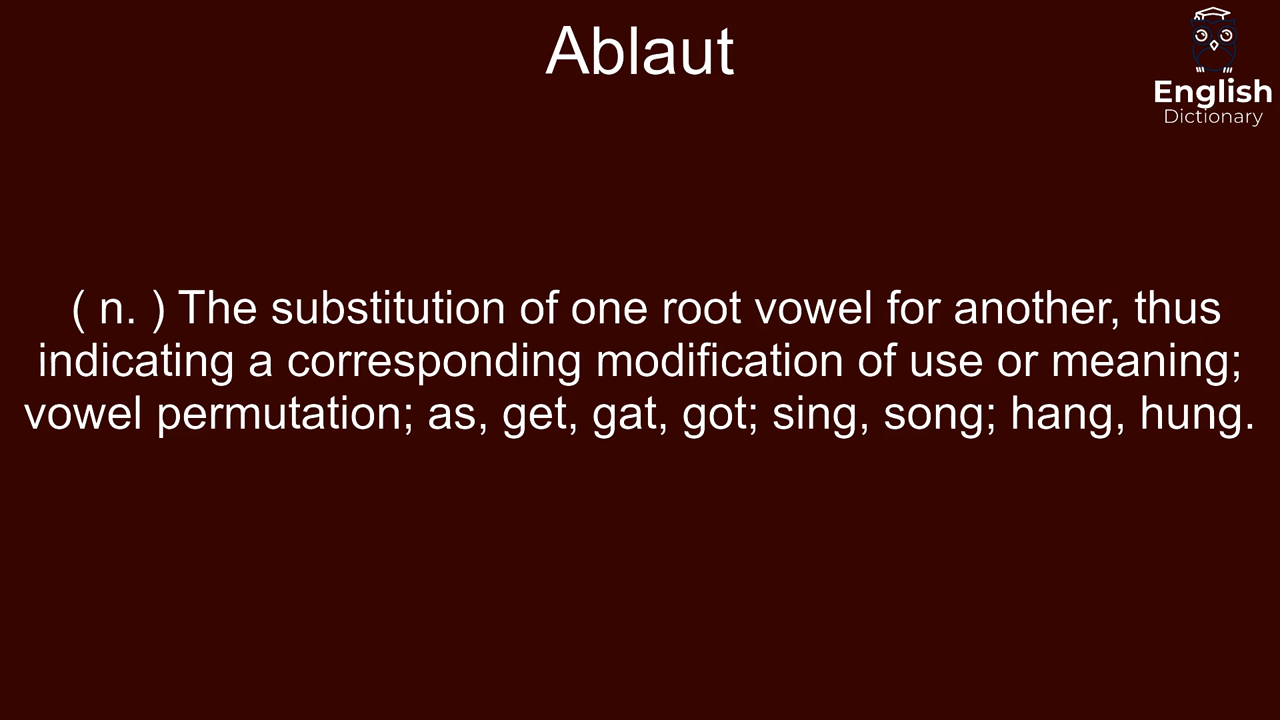 Ablaut
English
Dictionary
( n. ) The substitution of one root vowel for another, thus
indicating a corresponding modification of use or meaning;
vowel permutation; as, get, gat, got; sing, song; hang, hung.